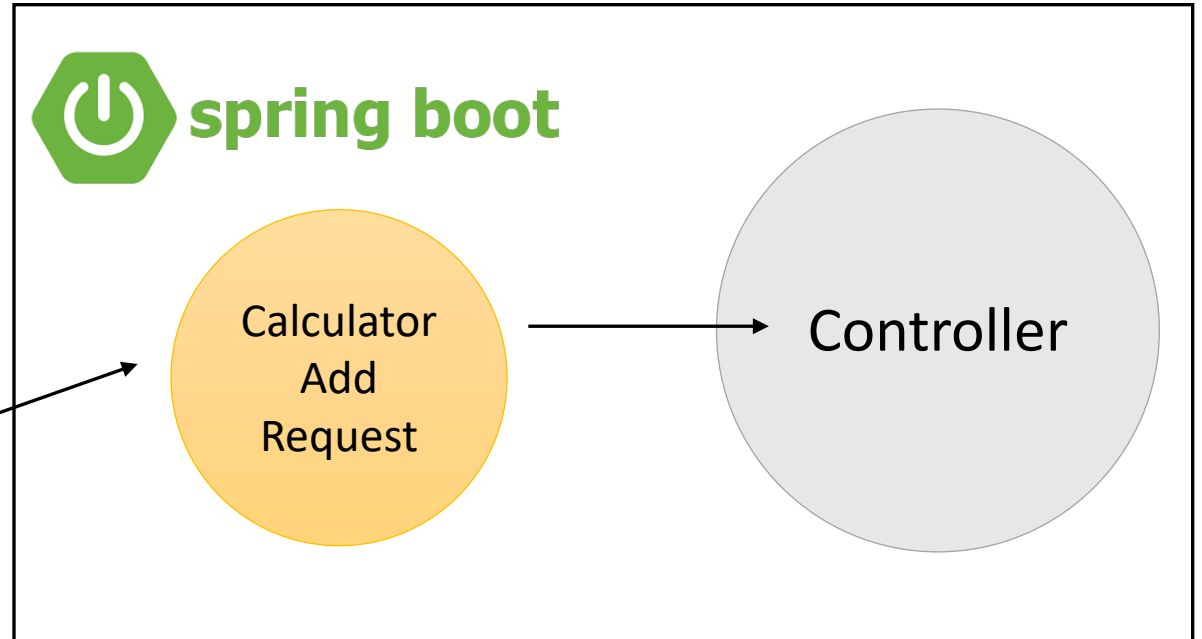 spring boot
Calculator
Add
Request
Controller